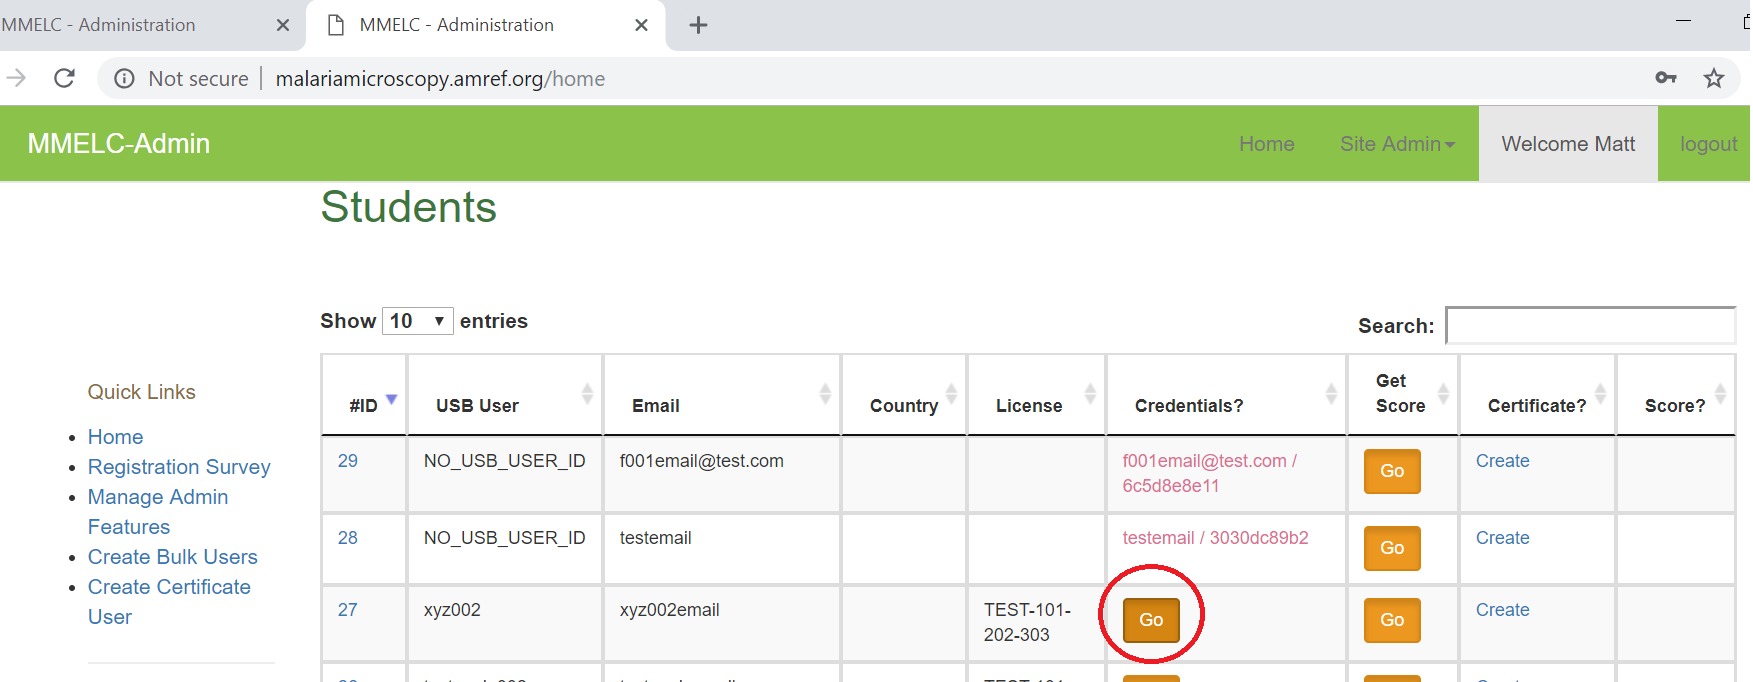 MMELC - Administration
MMELC - Administration
Not secure | malariamicroscopy.amref.org/home
MMELC-Admin
Home
Site Admin
Welcome Matt
logout
Students
Show 10 entries
Search:
Quick Links
Home
Registration Survey
Manage Admin
Features
Create Bulk Users
Create Certificate
User
#ID USB User Email Country License Credentials? Get Score Certificate? Score?
29 NO_USB_USER_ID f001email@test.com f001email@test.com / Go Create
6c5d8e8e11
28 NO_USB_USER_ID testemail testemail / 3030dc89b2 Go Create
27 xyz002 xyz002email TEST-101- Go Go Create
202-303